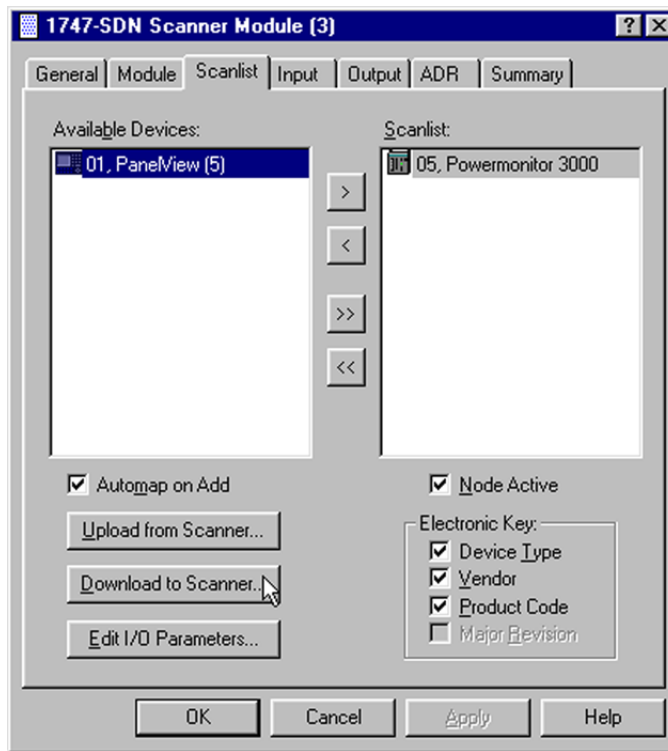 1747-SDN Scanner Module (3)
General Module Scanlist Input Output ADR Summary
Available Devices: Scanlist:
01, PanelView (5) 05, Powermonitor 3000
>
<
>>
<<
Automap on Add Node Active
Upload from Scanner... Electronic Key:
Device Type
Download to Scanner... Vendor
Product Code
Edit I/O Parameters... Major Revision
OK Cancel Apply Help